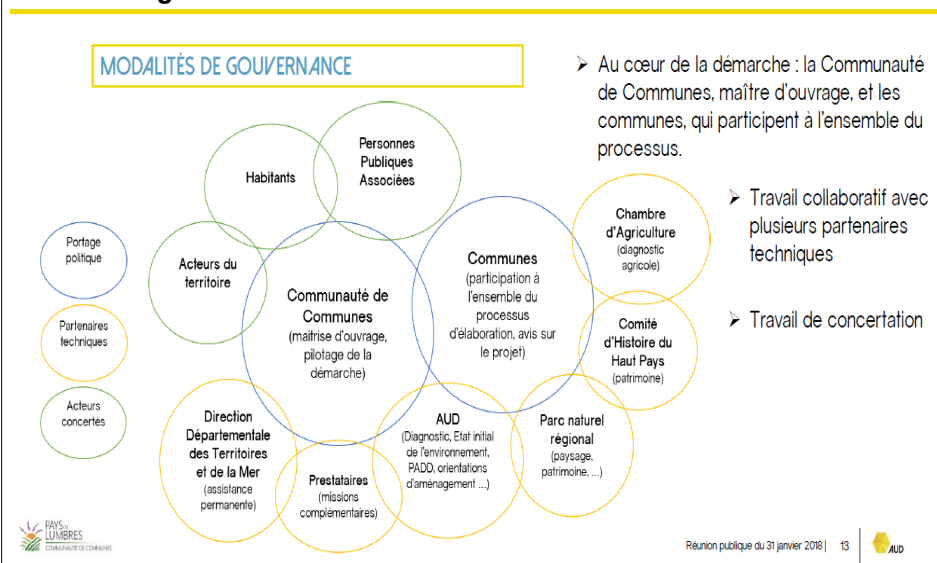 MODALITÉS DE GOUVERNANCE
Au cœur de la démarche : la Communauté
de Communes, maître d'ouvrage, et les
communes, qui participent à l'ensemble du
processus.
Travail collaboratif avec
plusieurs partenaires
techniques
Travail de concertation
Portage
politique
Partenaires
techniques
Acteurs
concertés
Habitants
Personnes
Publiques
Associées
Acteurs du
territoire
Communauté de
Communes
(maitrise d'ouvrage,
pilotage de la
démarche)
Communes
(participation à
l'ensemble du
processus
d'élaboration, avis sur
le projet)
Chambre
d'Agriculture
(diagnostic
agricole)
Comité
d'Histoire du
Haut Pays
(patrimoine)
Direction
Départementale
des Territoires
et de la Mer
(assistance
permanente)
Prestataires
(missions
complémentaires)
AUD
(Diagnostic, Etat initial
de l'environnement,
PADD, orientations
d'aménagement ...)
Parc naturel
régional
(paysage,
patrimoine, ...)
PAYS DE
LUMBRES
COMMUNAUTÉ DE COMMUNES
Réunion publique du 31 janvier 2018 | 13
AUD